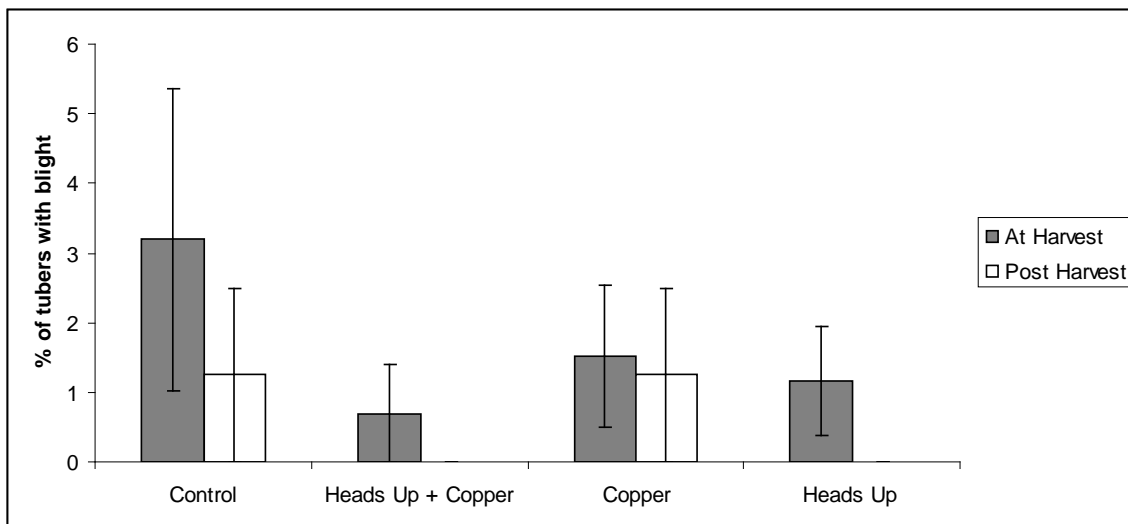 % of tubers with blight
6
5
4
3
2
1
0
Control
Heads Up + Copper
Copper
Heads Up
At Harvest
Post Harvest